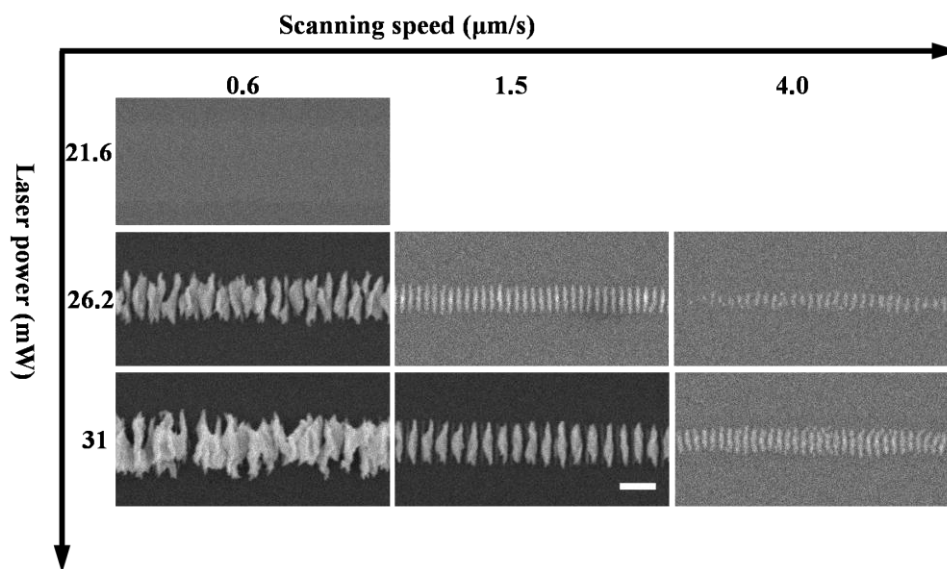 Scanning speed (μm/s)
0.6 1.5 4.0
21.6
26.2
31
Laser power (mW)